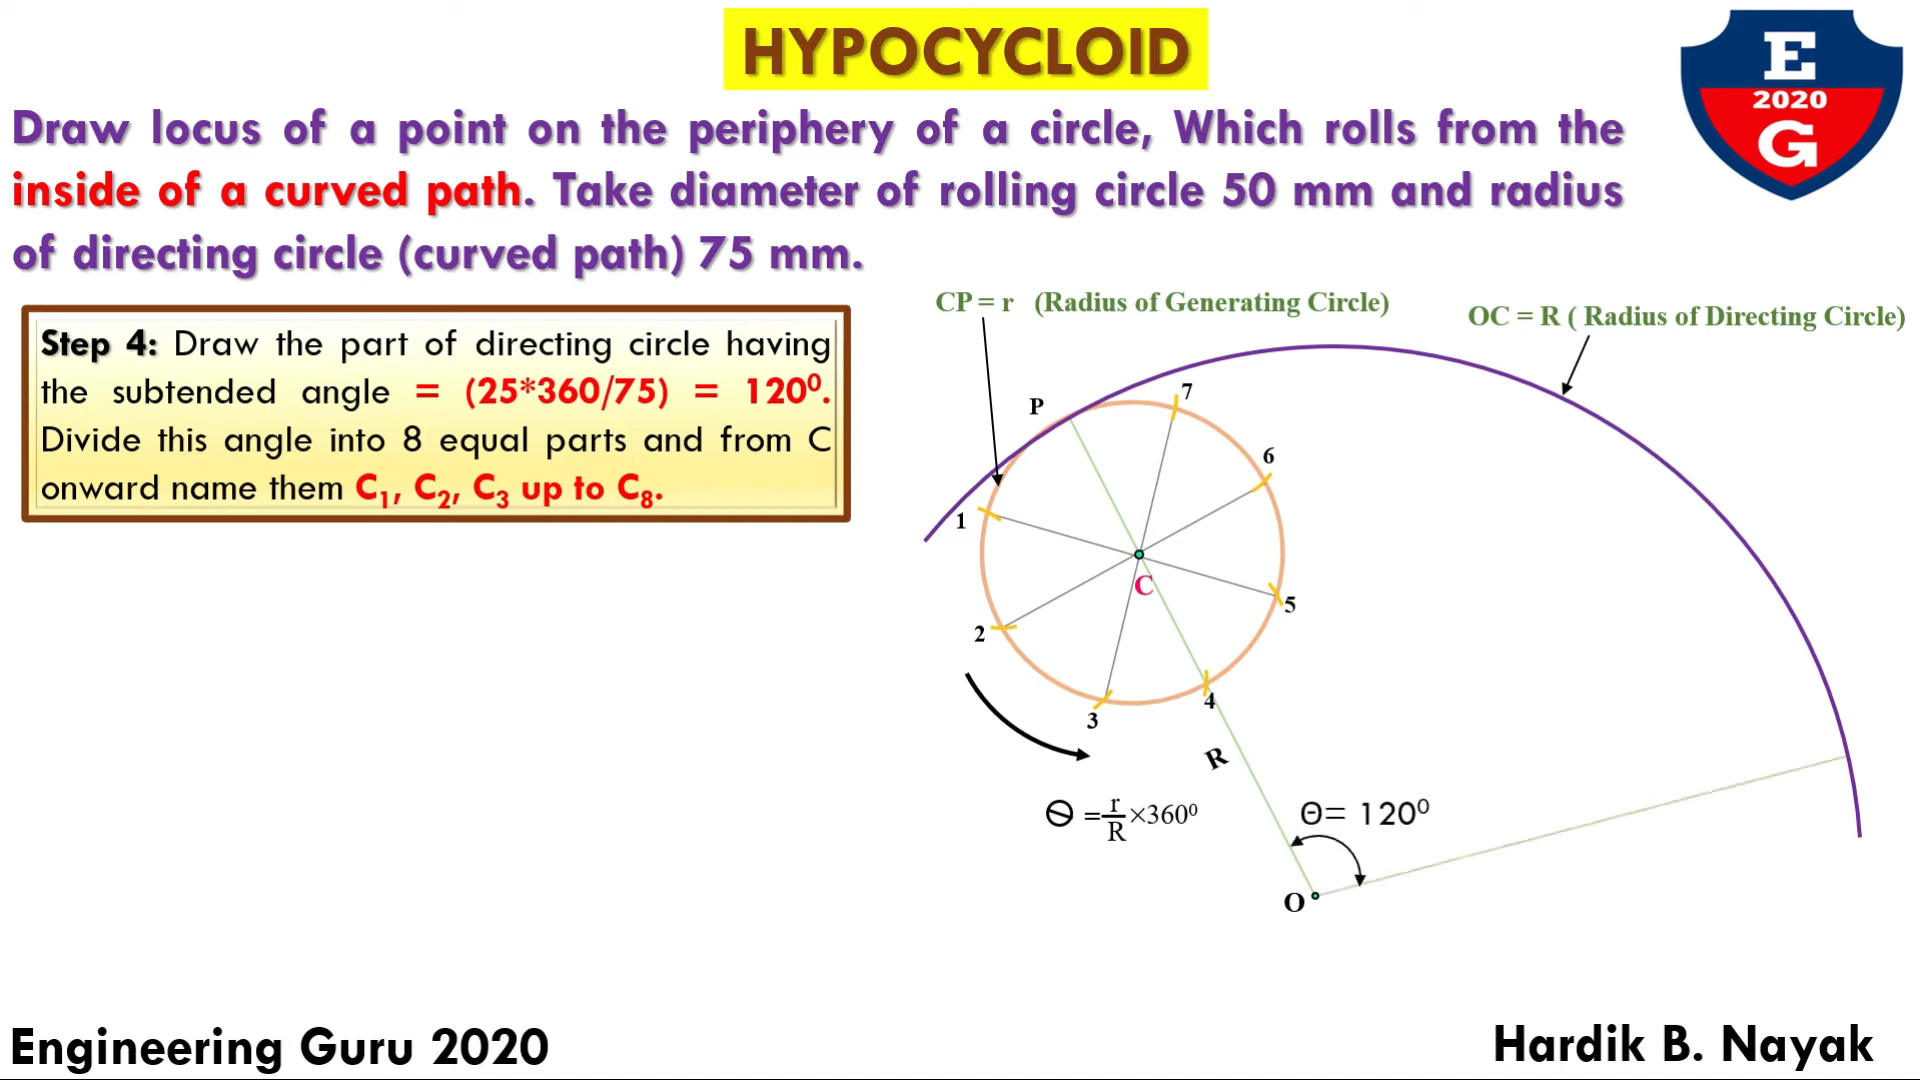 HYPOCYCLOID
E
2020
G
Draw locus of a point on the periphery of a circle, Which rolls from the
inside of a curved path. Take diameter of rolling circle 50 mm and radius
of directing circle (curved path) 75 mm.
CP = r (Radius of Generating Circle)
OC = R ( Radius of Directing Circle)
Step 4: Draw the part of directing circle having
the subtended angle = (25*360/75) = 120⁰.
Divide this angle into 8 equal parts and from C
onward name them C₁, C₂, C₃ up to C₈.
P
7
6
1
C
5
2
4
3
R
Θ = r/R ×360⁰
Θ= 120⁰
O
Engineering Guru 2020
Hardik B. Nayak